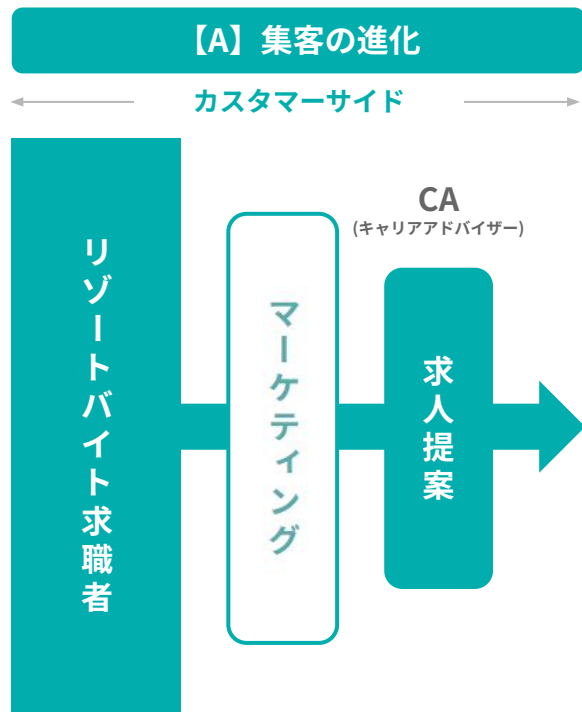 【A】集客の進化
カスタマーサイド
リゾートバイト求職者
マーケティング
CA
(キャリアアドバイザー)
求人提案